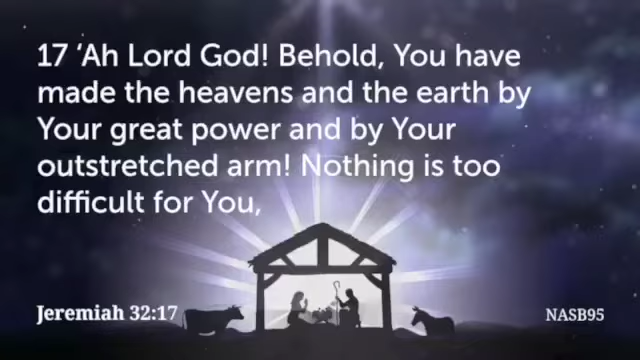 17 ‘Ah Lord God! Behold, You have
made the heavens and the earth by
Your great power and by Your
outstretched arm! Nothing is too
difficult for You,
Jeremiah 32:17
NASB95